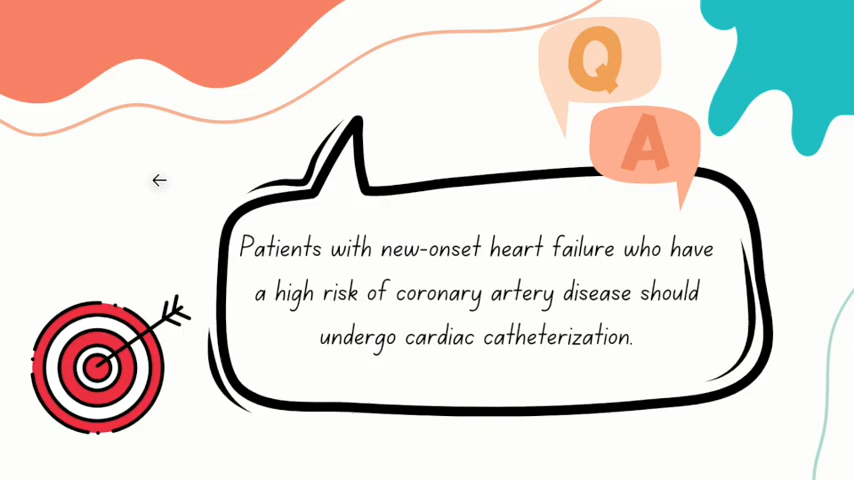 Q
A
Patients with new-onset heart failure who have
a high risk of coronary artery disease should
undergo cardiac catheterization.